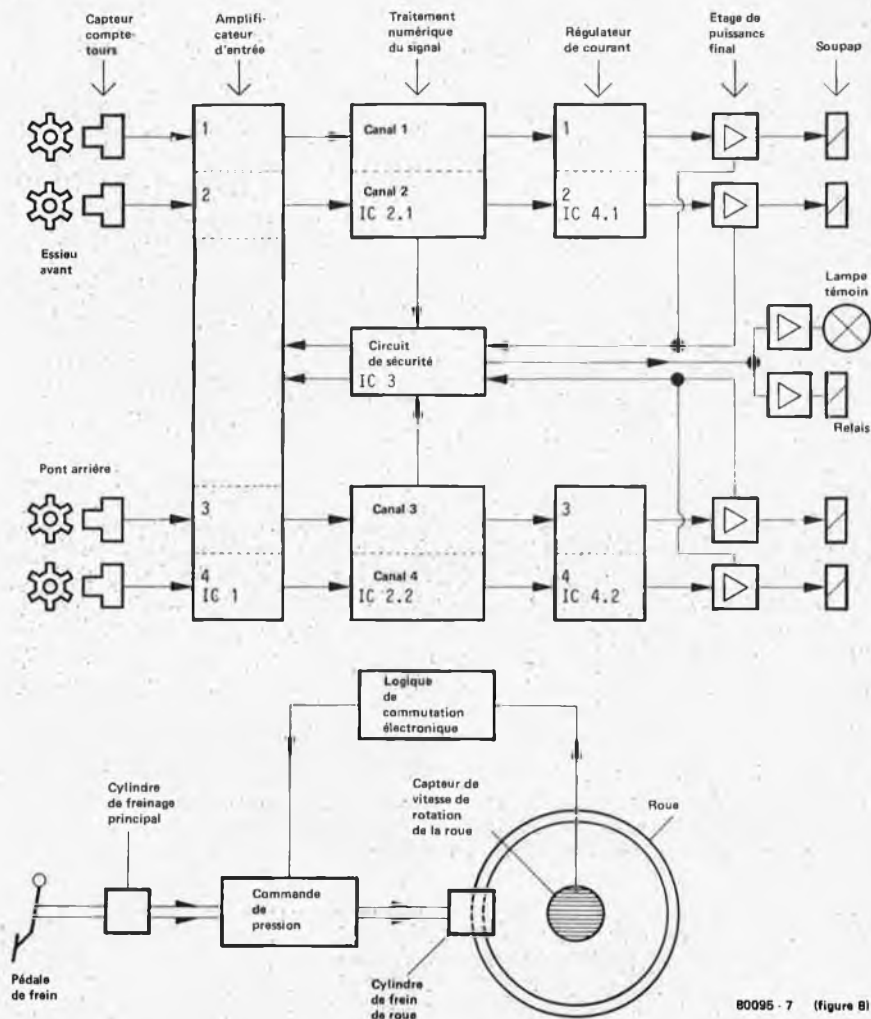 Capteur
compte-
tours
Amplifi-
cateur
d'entrée
Traitement
numérique
du signal
Régulateur
de courant
Etage de
puissance
final
Soupap
1
Canal 1
1
2
Canal 2
IC 2.1
2
IC 4.1
Essieu
avant
Lampe
témoin
Circuit
de sécurité
IC 3
Relais
Pont arriére
3
Canal 3
3
4
IC 1
Canal 4
IC 2.2
4
IC 4.2
Logique
de
commutation
électronique
Cylindre
de freinage
principal
Capteur de
vitesse de
rotation
de la roue
Roue
Commande
de
pression
Pédale
de frein
Cylindre
de frein
de roue
80095 - 7 (figure 8)